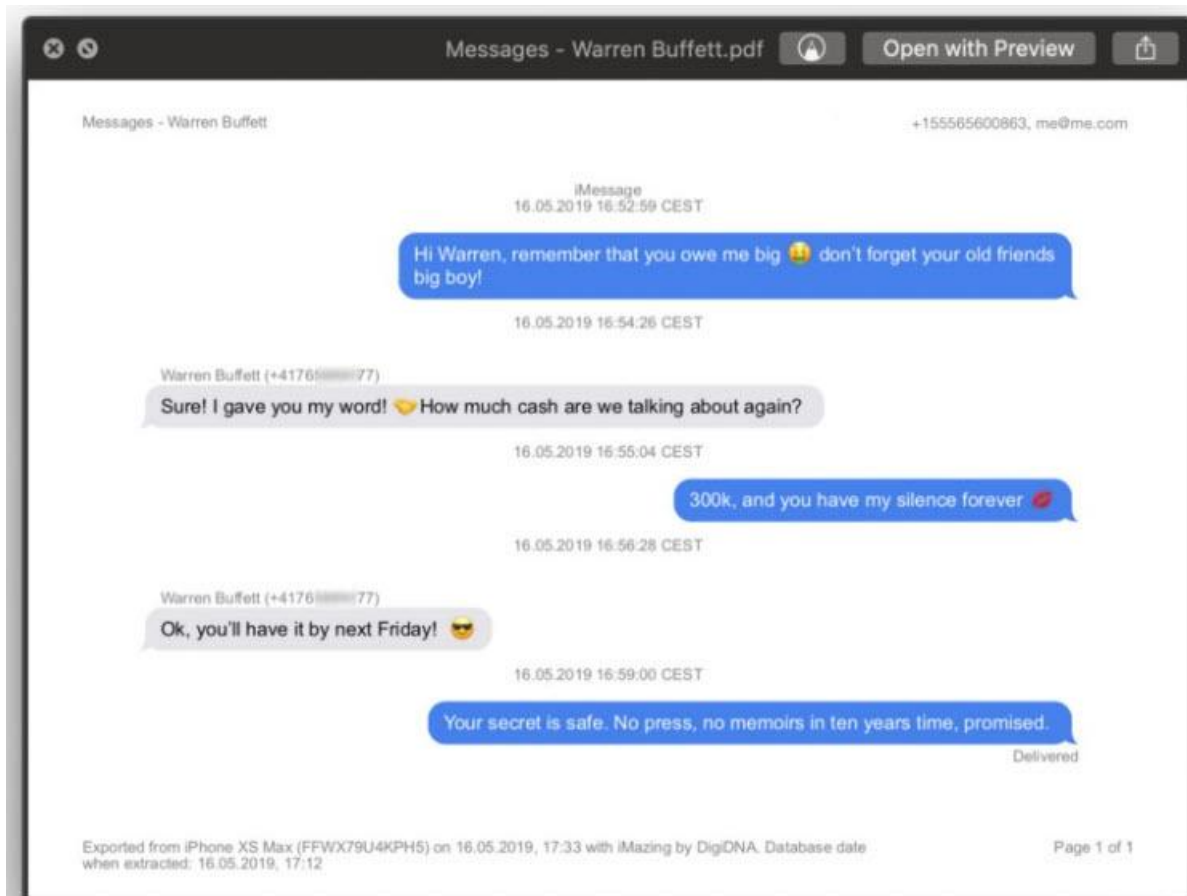 Messages - Warren Buffett.pdf Open with Preview
Messages - Warren Buffett +155565600863, me@me.com
iMessage
16.05.2019 16:52:59 CEST
Hi Warren, remember that you owe me big 🤑 don't forget your old friends
big boy!
16.05.2019 16:54:26 CEST
Warren Buffett (+4176 77)
Sure! I gave you my word! 🤝 How much cash are we talking about again?
16.05.2019 16:55:04 CEST
300k, and you have my silence forever 💋
16.05.2019 16:56:28 CEST
Warren Buffett (+4176 77)
Ok, you'll have it by next Friday! 😎
16.05.2019 16:59:00 CEST
Your secret is safe. No press, no memoirs in ten years time, promised.
Delivered
Exported from iPhone XS Max (FFWX79U4KPH5) on 16.05.2019, 17:33 with iMazing by DigiDNA. Database date
when extracted: 16.05.2019, 17:12
Page 1 of 1